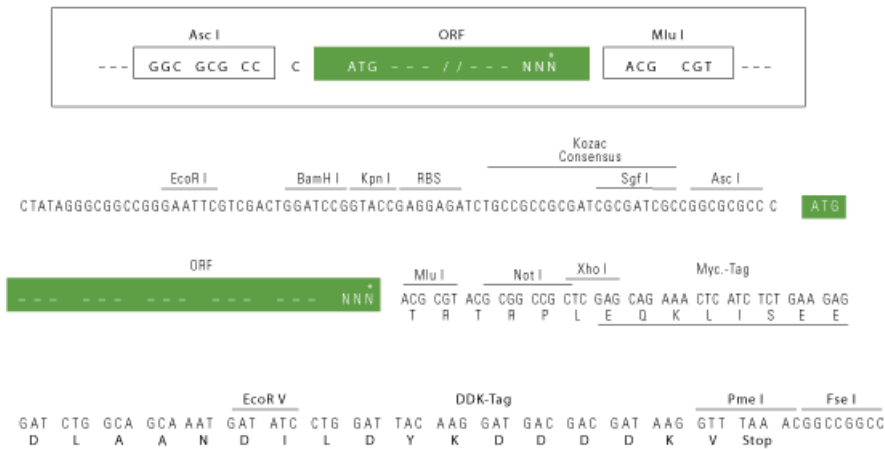 Asc I ORF Mlu I
--- GGC GCG CC C ATG --- // --- NNN * ACG CGT ---
Kozac
Consensus
EcoR I BamH I Kpn I RBS Sgf I Asc I
CTATAGGGCGGCCGGGAATTCGTCGACTGGATCCGGTACCGAGGAGATCTGCCGCCGCGATCGCGATCGCCGGCGCGCC C ATG
ORF Mlu I Not I Xho I Myc.-Tag
--- --- --- --- --- NNN * ACG CGT ACG CGG CCG CTC GAG CAG AAA CTC ATC TCT GAA GAG
T R T R P L E Q K L I S E E
EcoR V DDK-Tag Pme I Fse I
GAT CTG GCA GCA AAT GAT ATC CTG GAT TAC AAG GAT GAC GAC GAT AAG GTT TAA ACGGCCGGCC
D L A A N D I L D Y K D D D D K V Stop